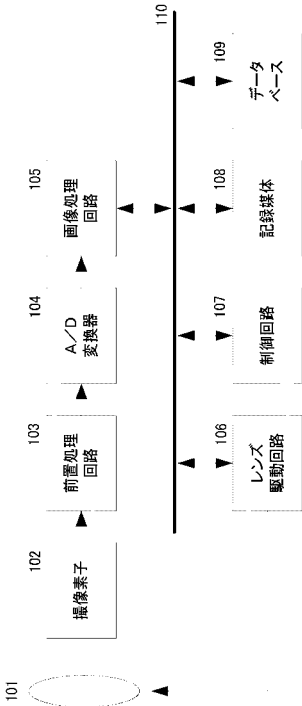 101
102
撮像素子
103
前置処理
回路
104
A／D
変換器
105
画像処理
回路
110
106
レンズ
駆動回路
107
制御回路
108
記録媒体
109
データ
ベース